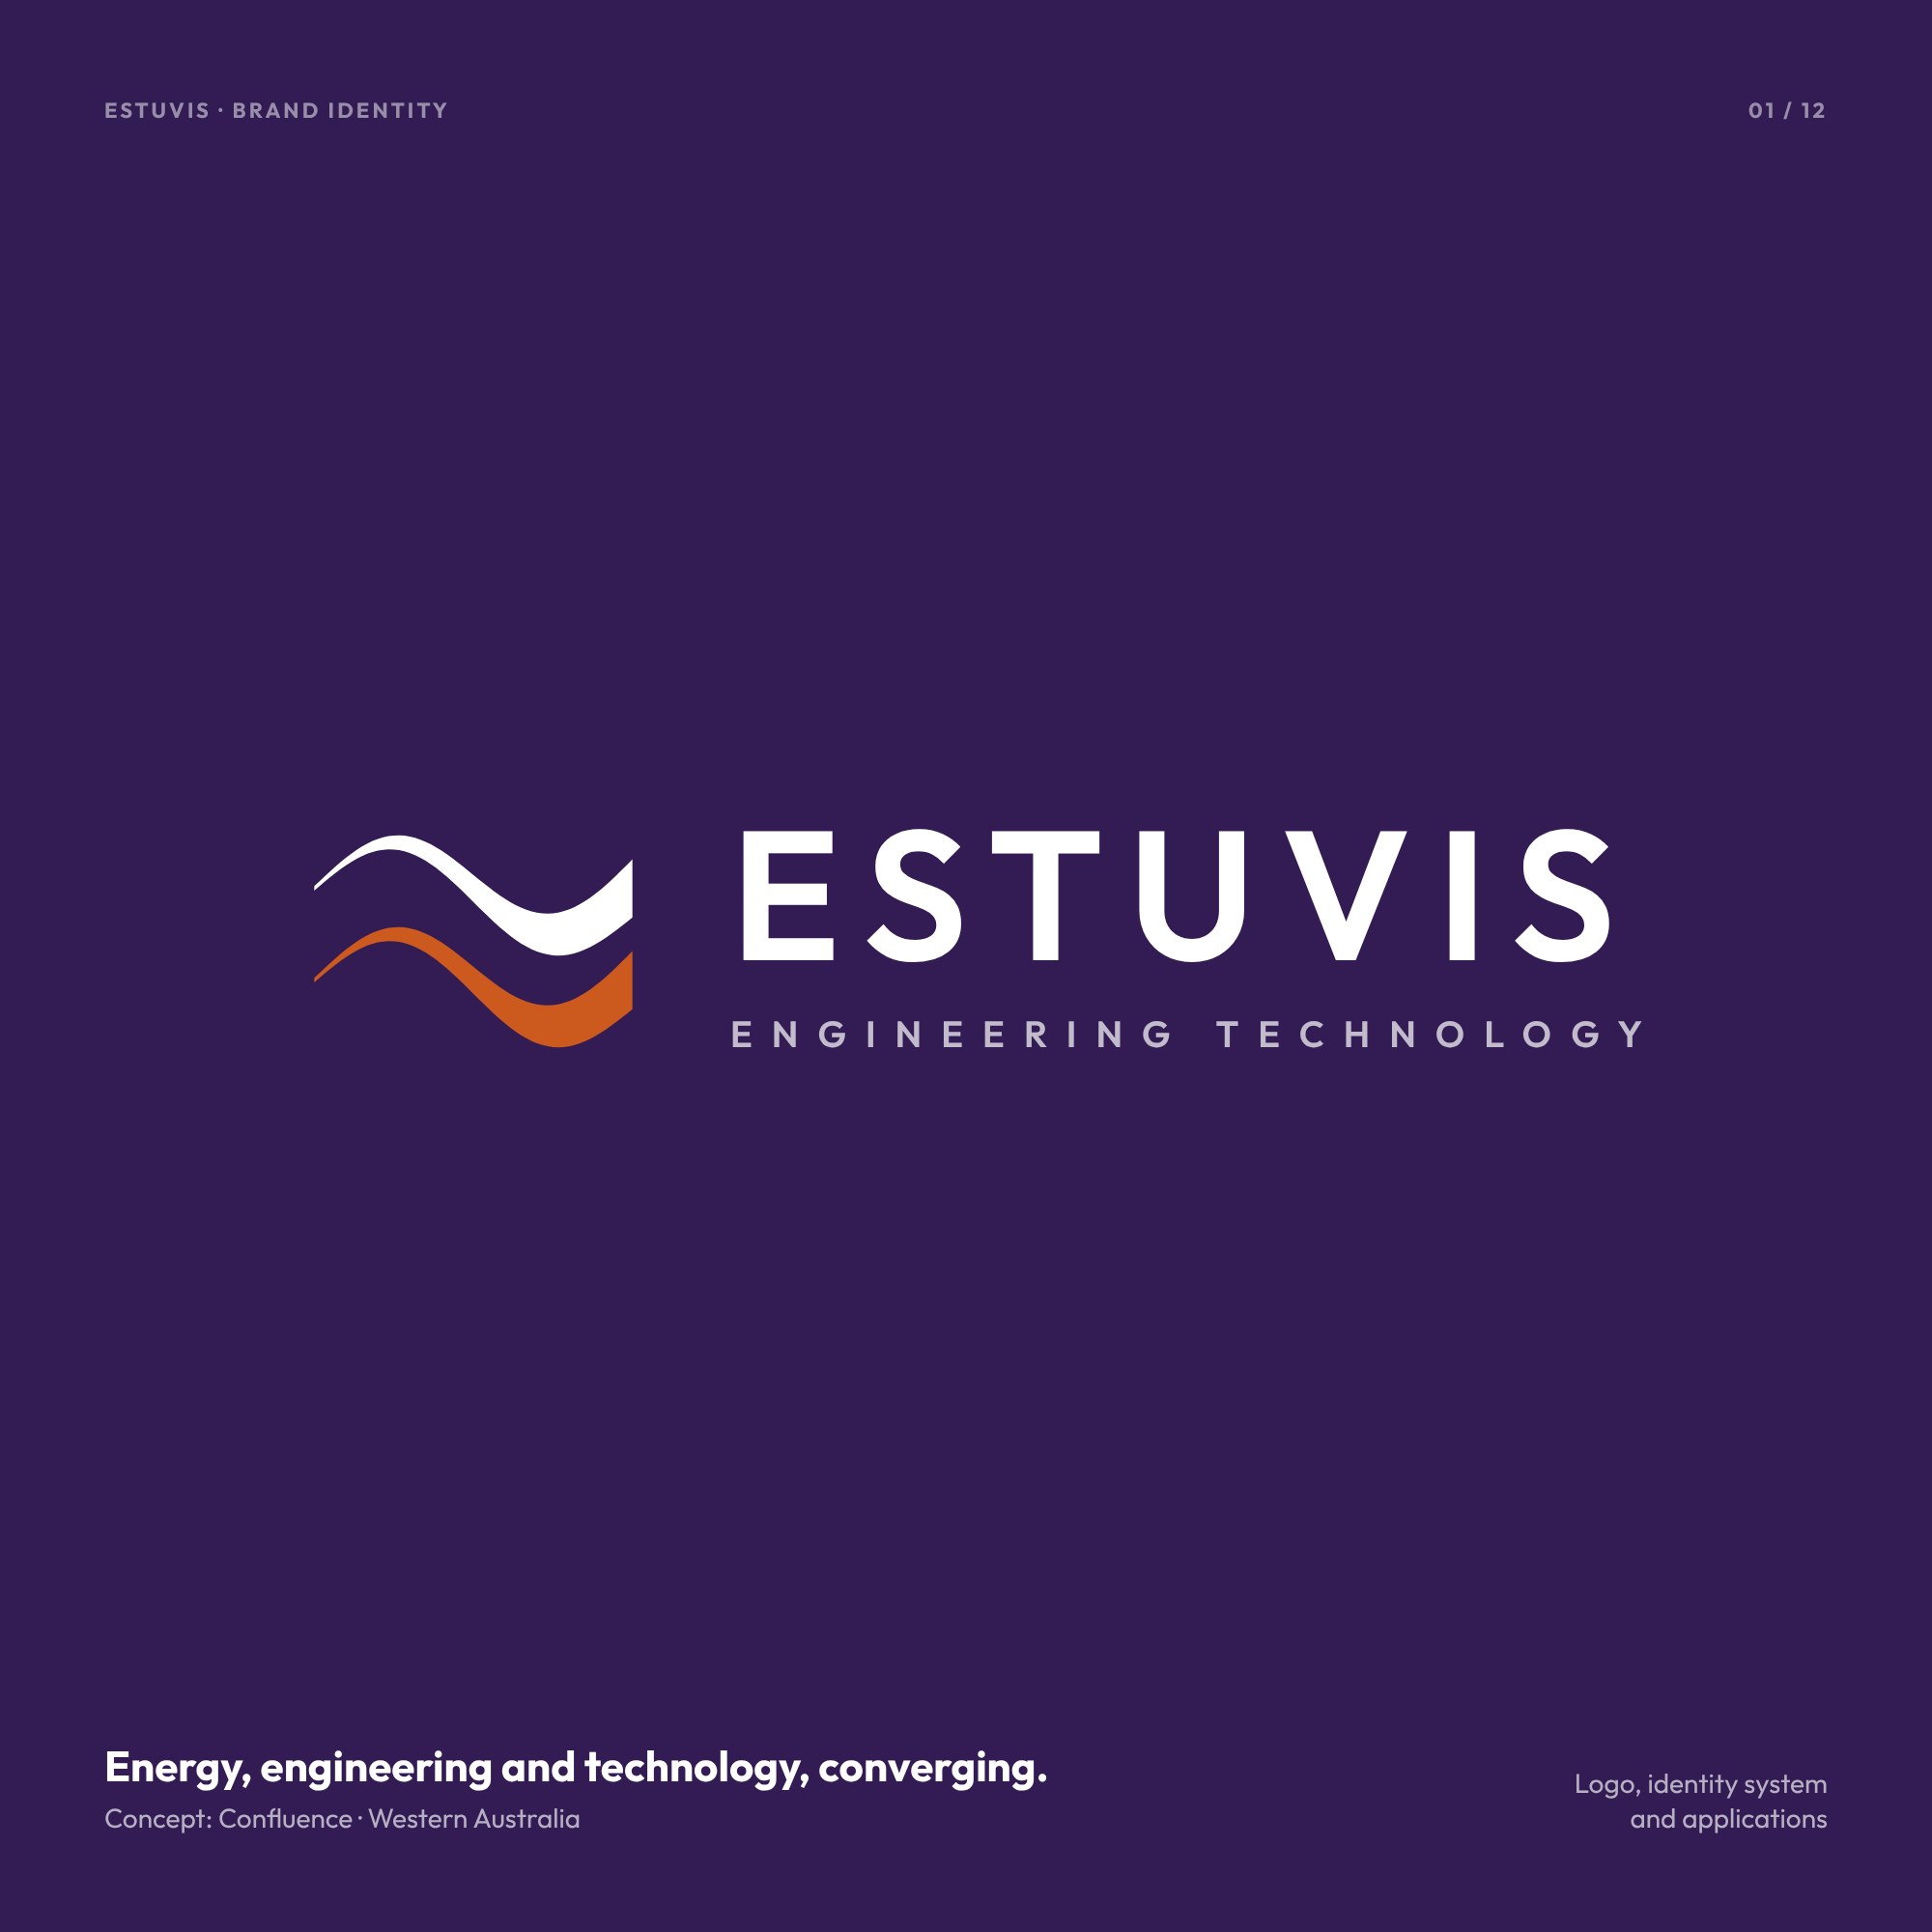 ESTUVIS · BRAND IDENTITY
01 / 12
ESTUVIS
ENGINEERING TECHNOLOGY
Energy, engineering and technology, converging.
Concept: Confluence · Western Australia
Logo, identity system
and applications